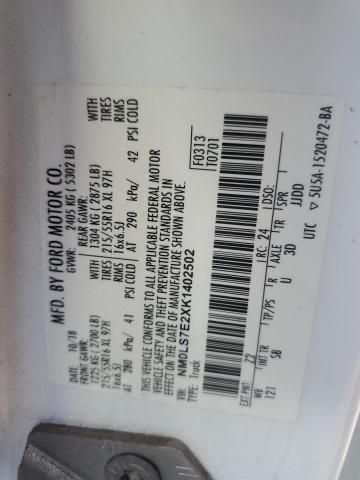 MFD. BY FORD MOTOR CO.
10/18 GVWR: 2405 KG ( 5302 LB)
FRONT GAWR: REAR GAWR:
1225 KG ( 2700 LB) 1304 KG ( 2875 LB) WITH
215/55R16 XL 97H 215/55R16 XL 97H TIRES
16x6.5J 16x6.5J RIMS
AT 280 kPa/ 41 PSI COLD AT 290 kPa/ 42 PSI COLD
THIS VEHICLE CONFORMS TO ALL APPLICABLE FEDERAL MOTOR
VEHICLE SAFETY AND THEFT PREVENTION STANDARDS IN
EFFECT ON THE DATE OF MANUFACTURE SHOWN ABOVE.
VIN: NM0LS7E2XK1402502
TYPE: Truck
F0313
T0701
EXT PNT: Z2 LRC: 24 DSO:
WB INT TR TP/PS R AXLE TR SPR
121 SB U 3D JJDD
UTC 5U5A-1520472-BA